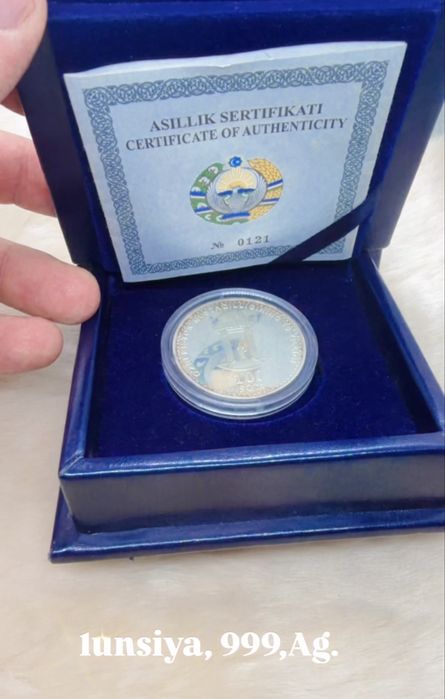 ASILLIK SERTIFIKATI
CERTIFICATE OF AUTHENTICITY
№ 0121
1unsiya, 999,Ag.